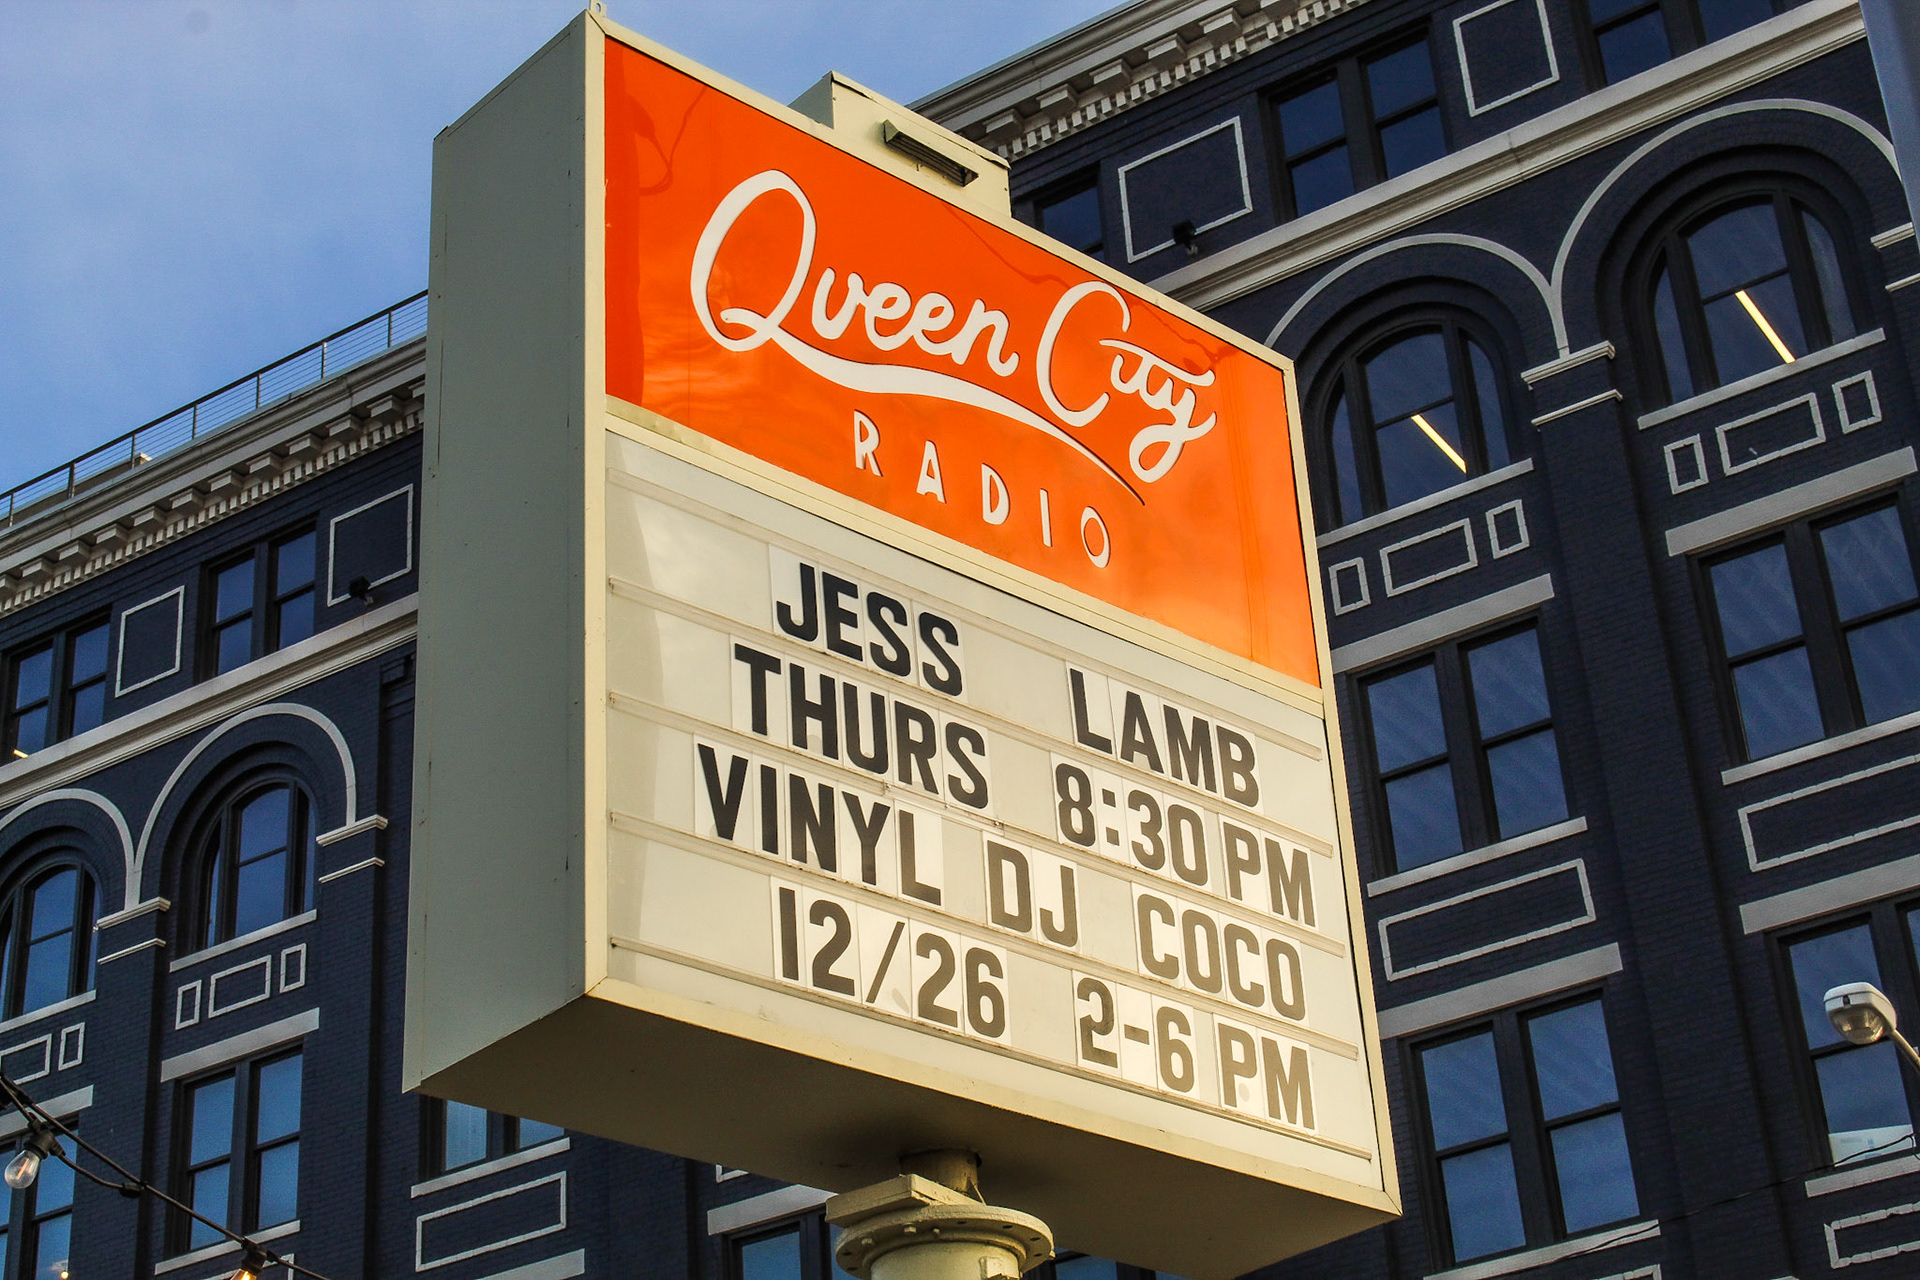 Queen City
RADIO
JESS LAMB
THURS 8:30 PM
VINYL DJ COCO
12/26 2-6 PM